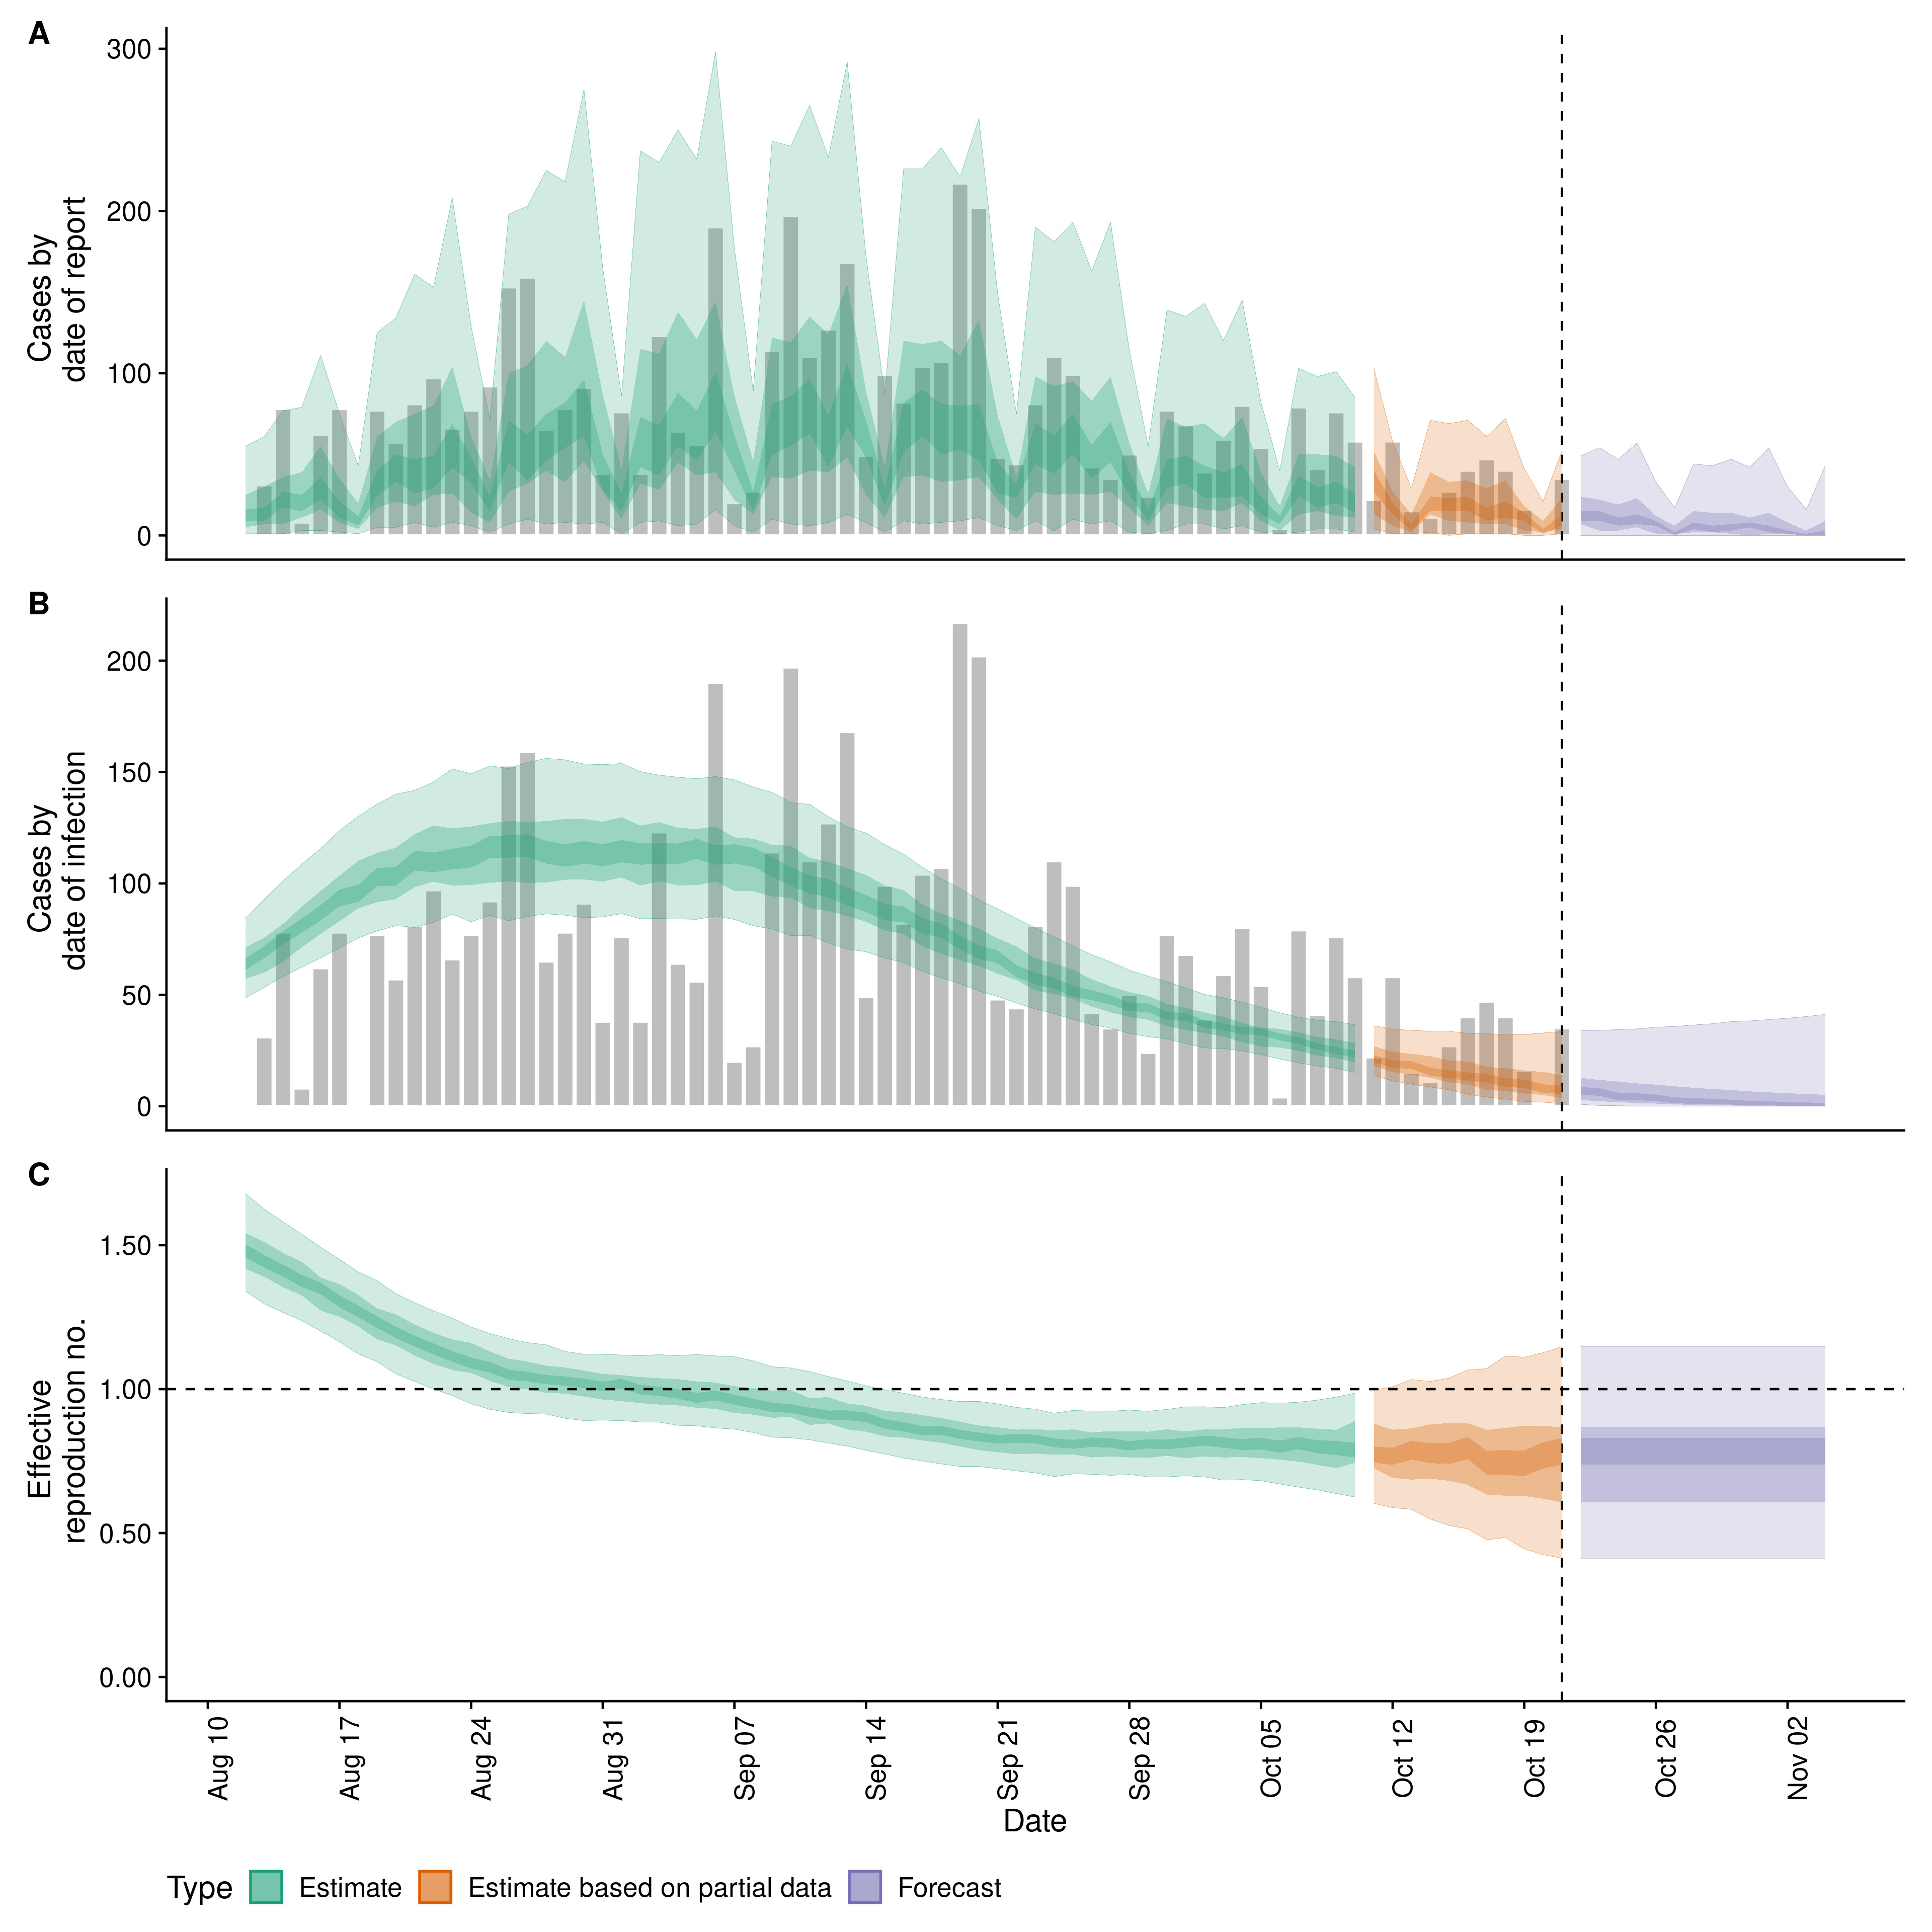 A
300
200
100
0
Cases by
date of report
B
200
150
100
50
0
Cases by
date of infection
C
1.50
1.00
0.50
0.00
Effective
reproduction no.
Aug 10
Aug 17
Aug 24
Aug 31
Sep 07
Sep 14
Sep 21
Sep 28
Oct 05
Oct 12
Oct 19
Oct 26
Nov 02
Date
Type Estimate Estimate based on partial data Forecast